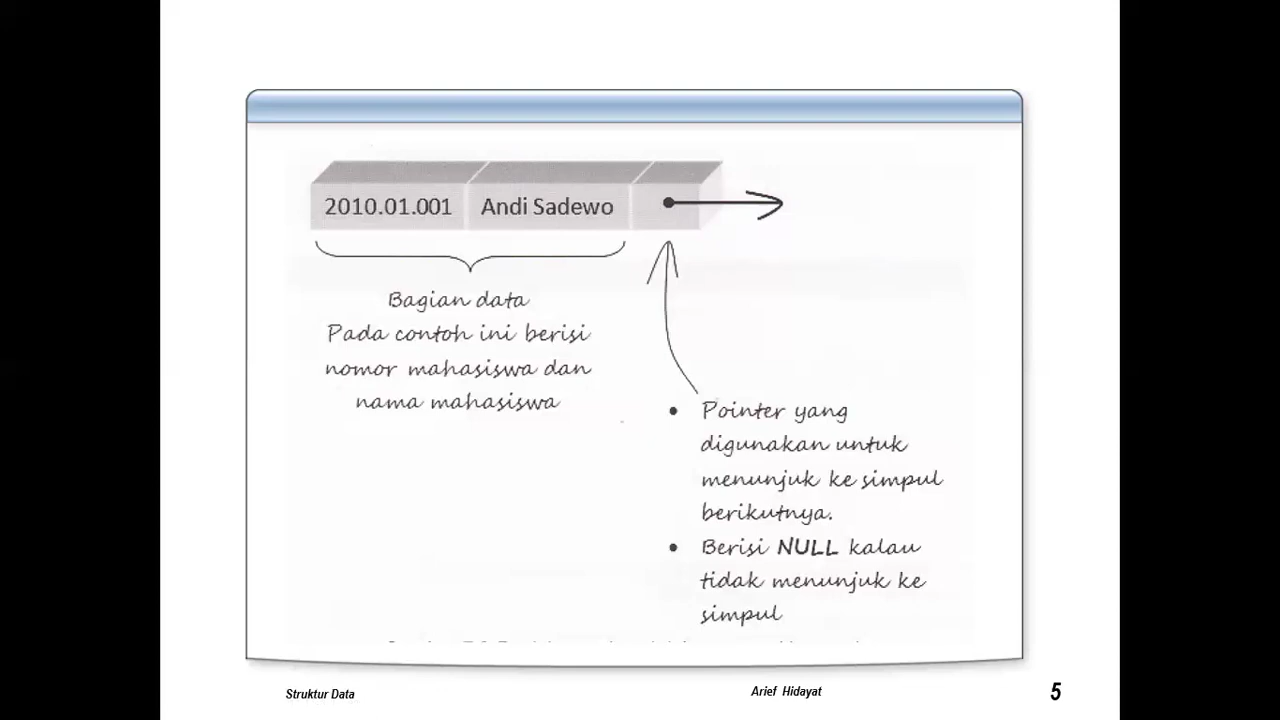 2010.01.001 Andi Sadewo
Bagian data
Pada contoh ini berisi
nomor mahasiswa dan
nama mahasiswa
• Pointer yang
digunakan untuk
menunjuk ke simpul
berikutnya.
• Berisi NULL kalau
tidak menunjuk ke
simpul
Struktur Data
Arief Hidayat
5